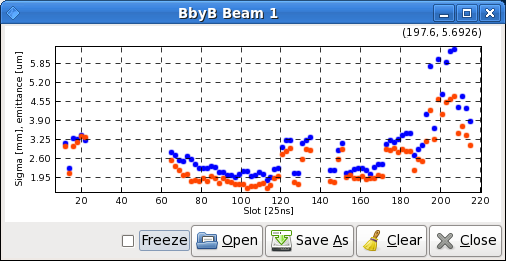 BbyB Beam 1
(197.6, 5.6926)
Sigma [mm], emittance [um]
5.85
5.20
4.55
3.90
3.25
2.60
1.95
20 40 60 80 100 120 140 160 180 200 220
Slot [25ns]
Freeze Open Save As Clear Close